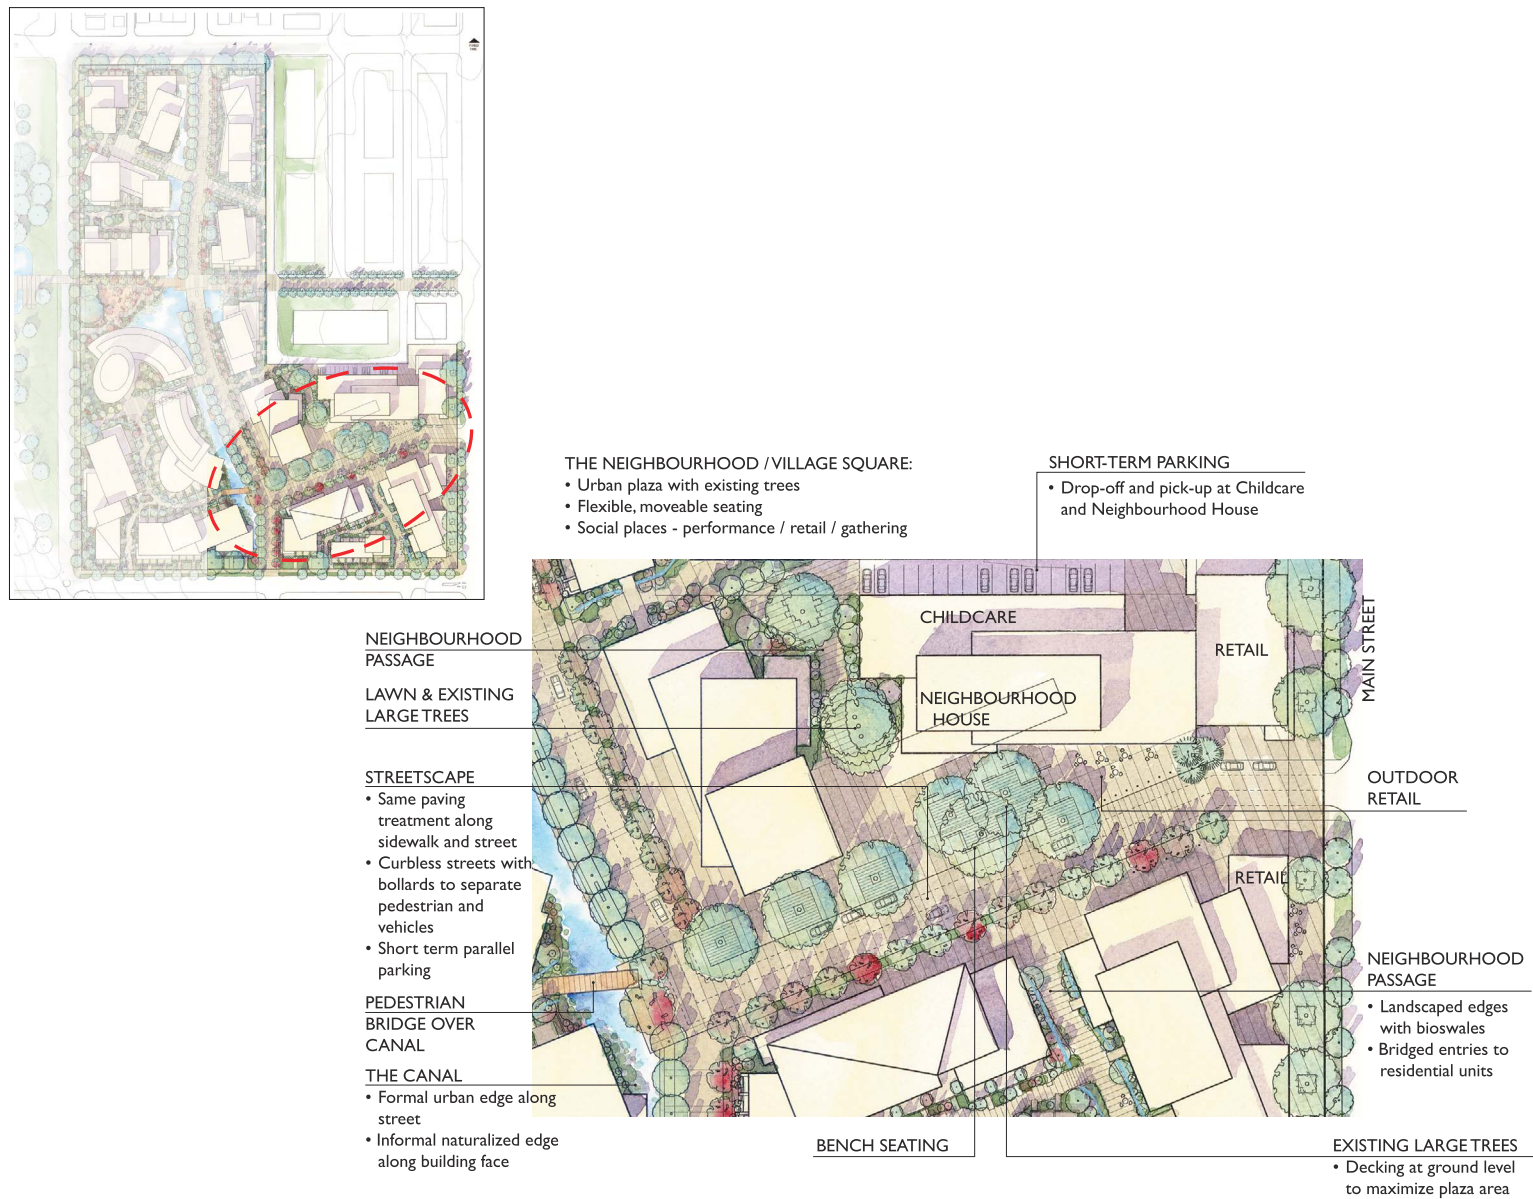 THE NEIGHBOURHOOD / VILLAGE SQUARE:
• Urban plaza with existing trees
• Flexible, moveable seating
• Social places - performance / retail / gathering
SHORT-TERM PARKING
• Drop-off and pick-up at Childcare
and Neighbourhood House
CHILDCARE
RETAIL
MAIN STREET
NEIGHBOURHOOD
HOUSE
NEIGHBOURHOOD
PASSAGE
LAWN & EXISTING
LARGE TREES
STREETSCAPE
• Same paving
treatment along
sidewalk and street
• Curbless streets with
bollards to separate
pedestrian and
vehicles
• Short term parallel
parking
PEDESTRIAN
BRIDGE OVER
CANAL
THE CANAL
• Formal urban edge along
street
• Informal naturalized edge
along building face
OUTDOOR
RETAIL
RETAIL
NEIGHBOURHOOD
PASSAGE
• Landscaped edges
with bioswales
• Bridged entries to
residential units
BENCH SEATING
EXISTING LARGE TREES
• Decking at ground level
to maximize plaza area